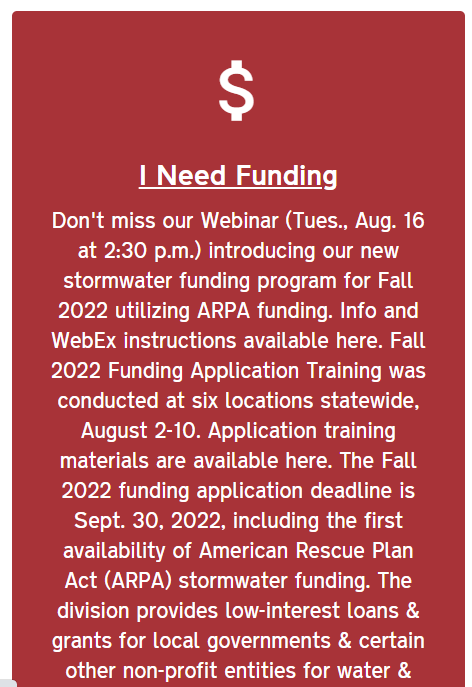 $
I Need Funding
Don't miss our Webinar (Tues., Aug. 16
at 2:30 p.m.) introducing our new
stormwater funding program for Fall
2022 utilizing ARPA funding. Info and
WebEx instructions available here. Fall
2022 Funding Application Training was
conducted at six locations statewide,
August 2-10. Application training
materials are available here. The Fall
2022 funding application deadline is
Sept. 30, 2022, including the first
availability of American Rescue Plan
Act (ARPA) stormwater funding. The
division provides low-interest loans &
grants for local governments & certain
other non-profit entities for water &